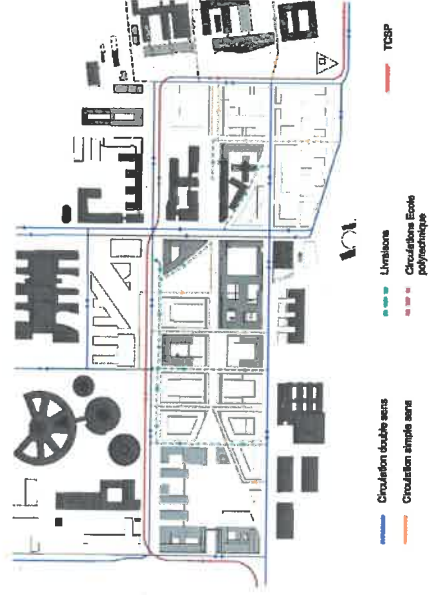 Circulation double sens
Circulation simple sens
Livraisons
Circulations Ecole
polytechnique
TCSP